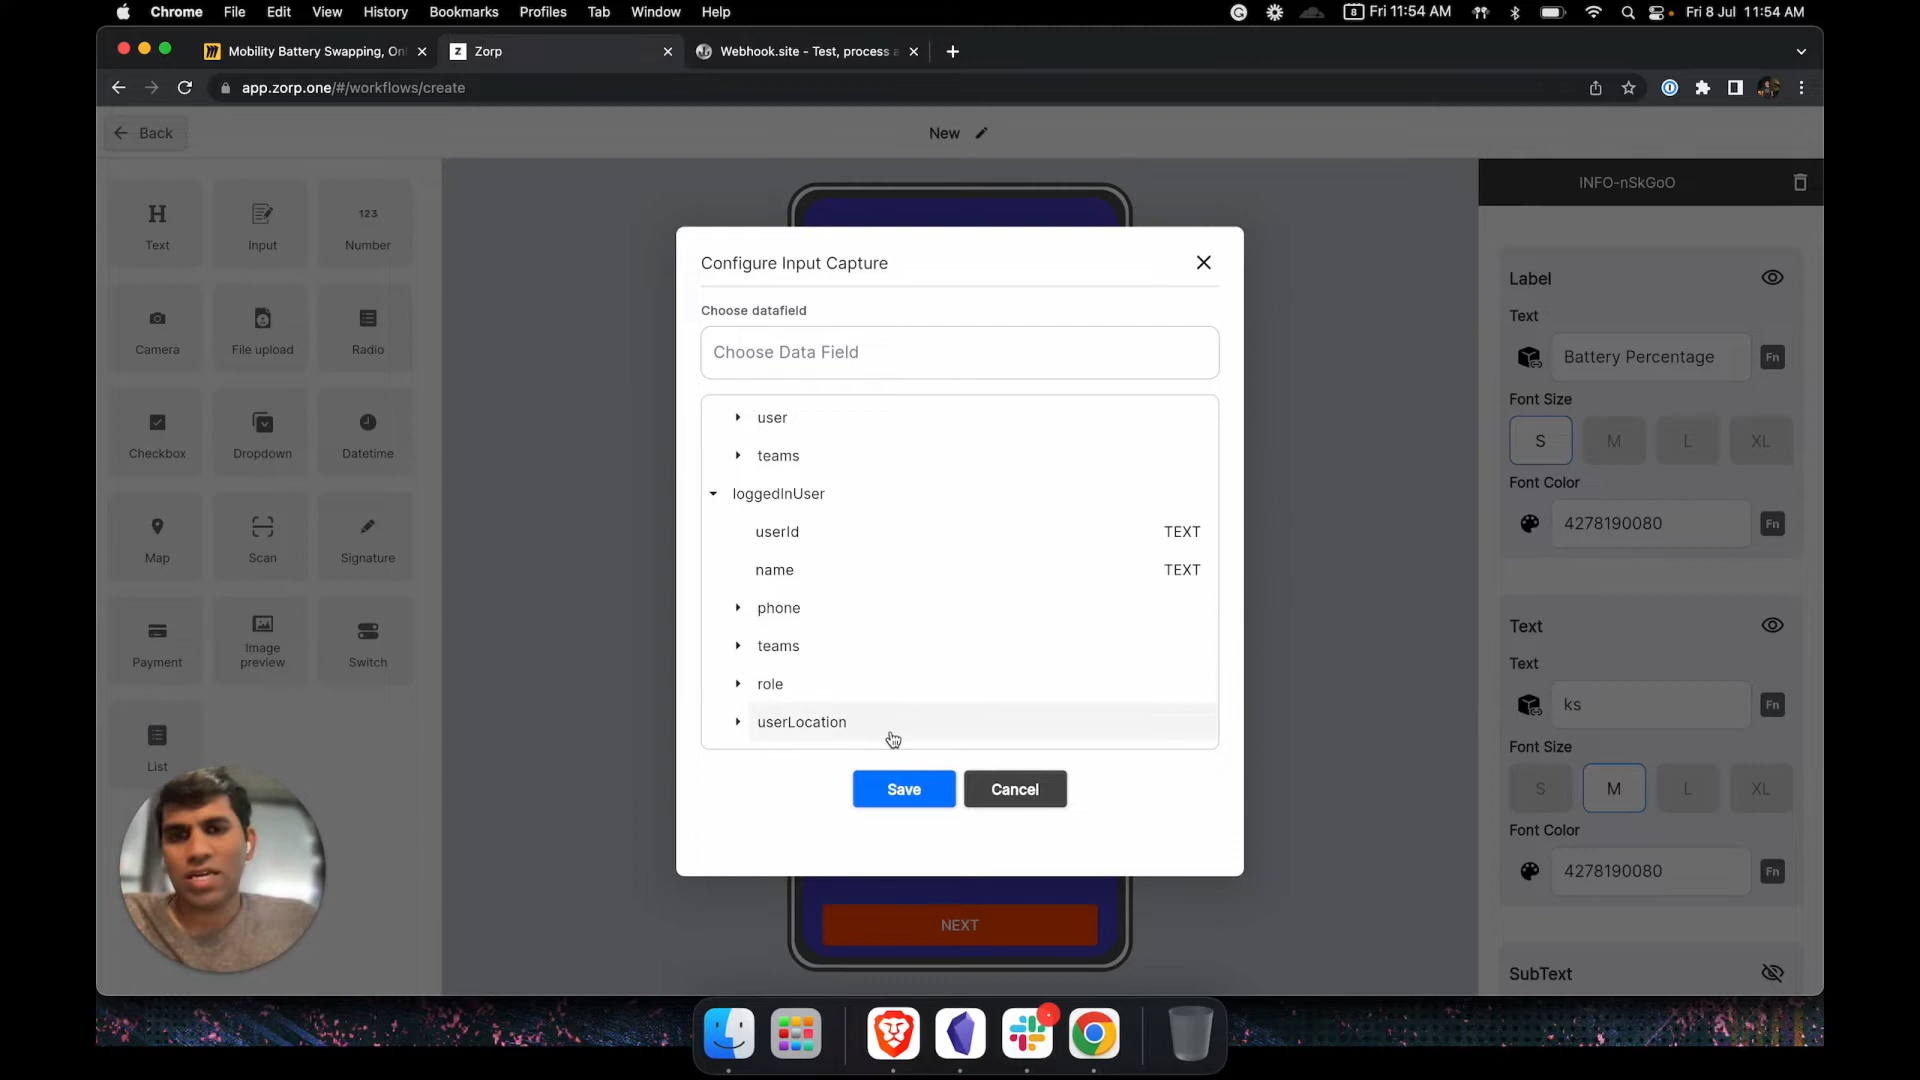 Chrome File Edit View History Bookmarks Profiles Tab Window Help
8 Fri 11:54 AM Fri 8 Jul 11:54 AM
Mobility Battery Swapping, Onl
Z Zorp
Webhook.site - Test, process a
app.zorp.one/#/workflows/create
Back
New
H
Text
Input
123
Number
Camera
File upload
Radio
Checkbox
Dropdown
Datetime
Map
Scan
Signature
Payment
Image
preview
Switch
List
Configure Input Capture
Choose datafield
Choose Data Field
user
teams
loggedInUser
userId TEXT
name TEXT
phone
teams
role
userLocation
Save Cancel
NEXT
INFO-nSkGoO
Label
Text
Battery Percentage Fn
Font Size
S M L XL
Font Color
4278190080 Fn
Text
Text
ks Fn
Font Size
S M L XL
Font Color
4278190080 Fn
SubText